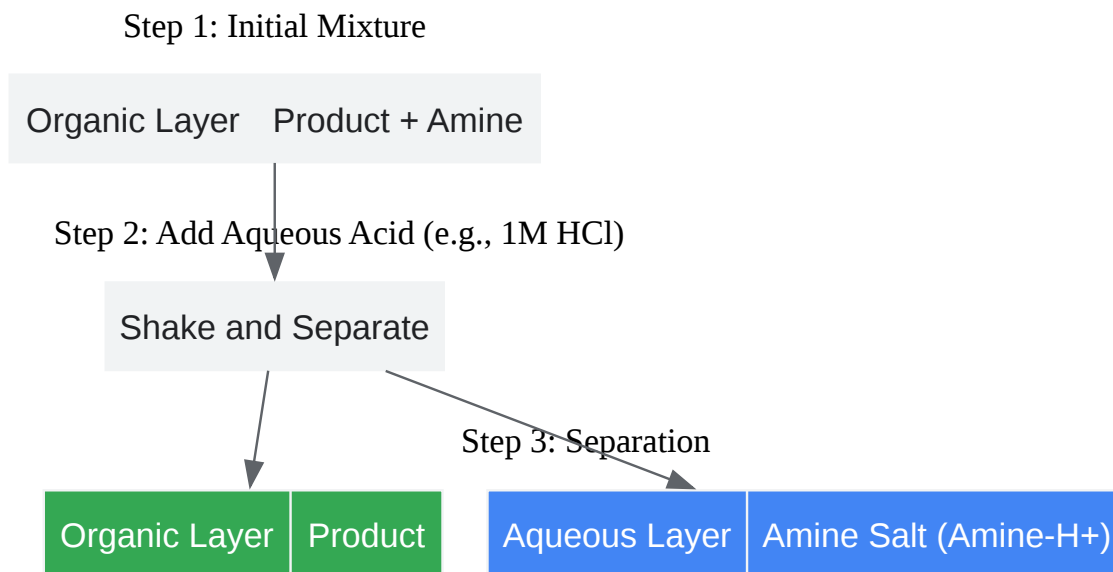 Step 1: Initial Mixture
Organic Layer Product + Amine
Step 2: Add Aqueous Acid (e.g., 1M HCl)
Shake and Separate
Step 3: Separation
Organic Layer Product Aqueous Layer Amine Salt (Amine-H+)